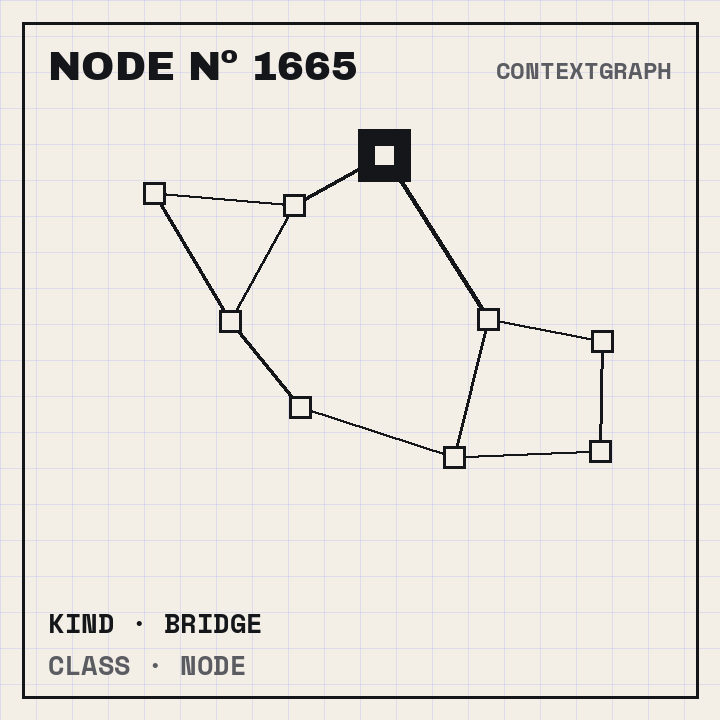 NODE Nº 1665
CONTEXTGRAPH
KIND · BRIDGE
CLASS · NODE